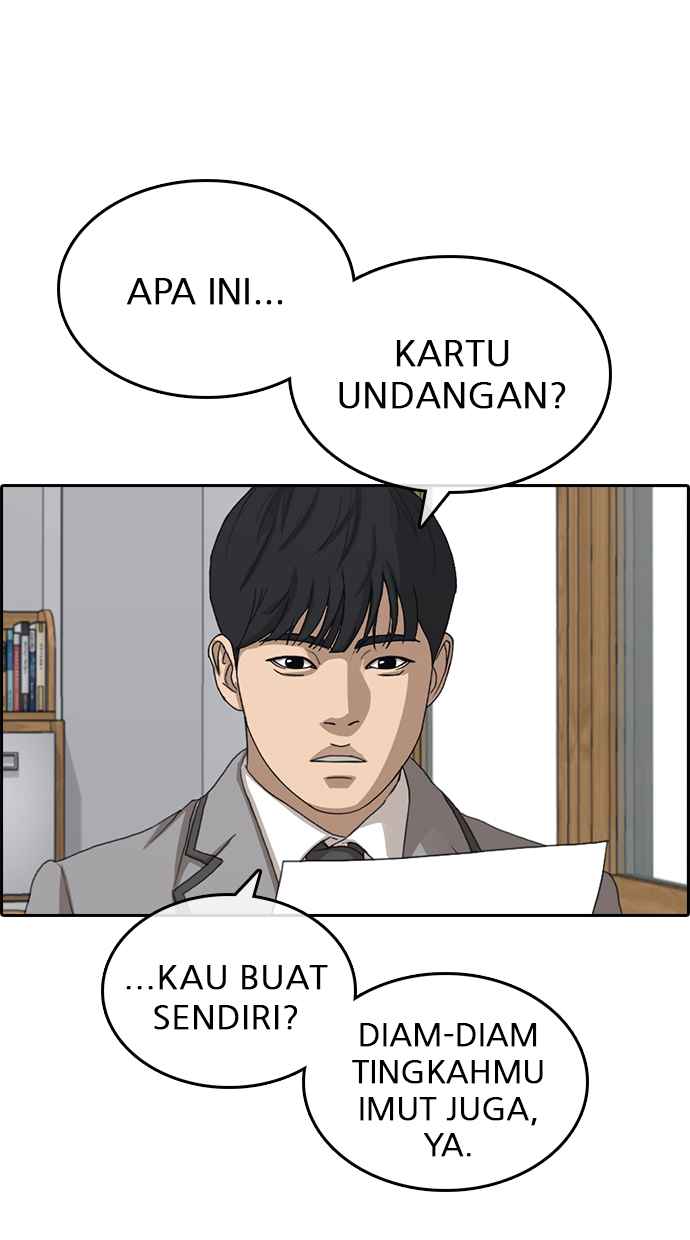 APA INI...
KARTU
UNDANGAN?
...KAU BUAT
SENDIRI?
DIAM-DIAM
TINGKAHMU
IMUT JUGA,
YA.